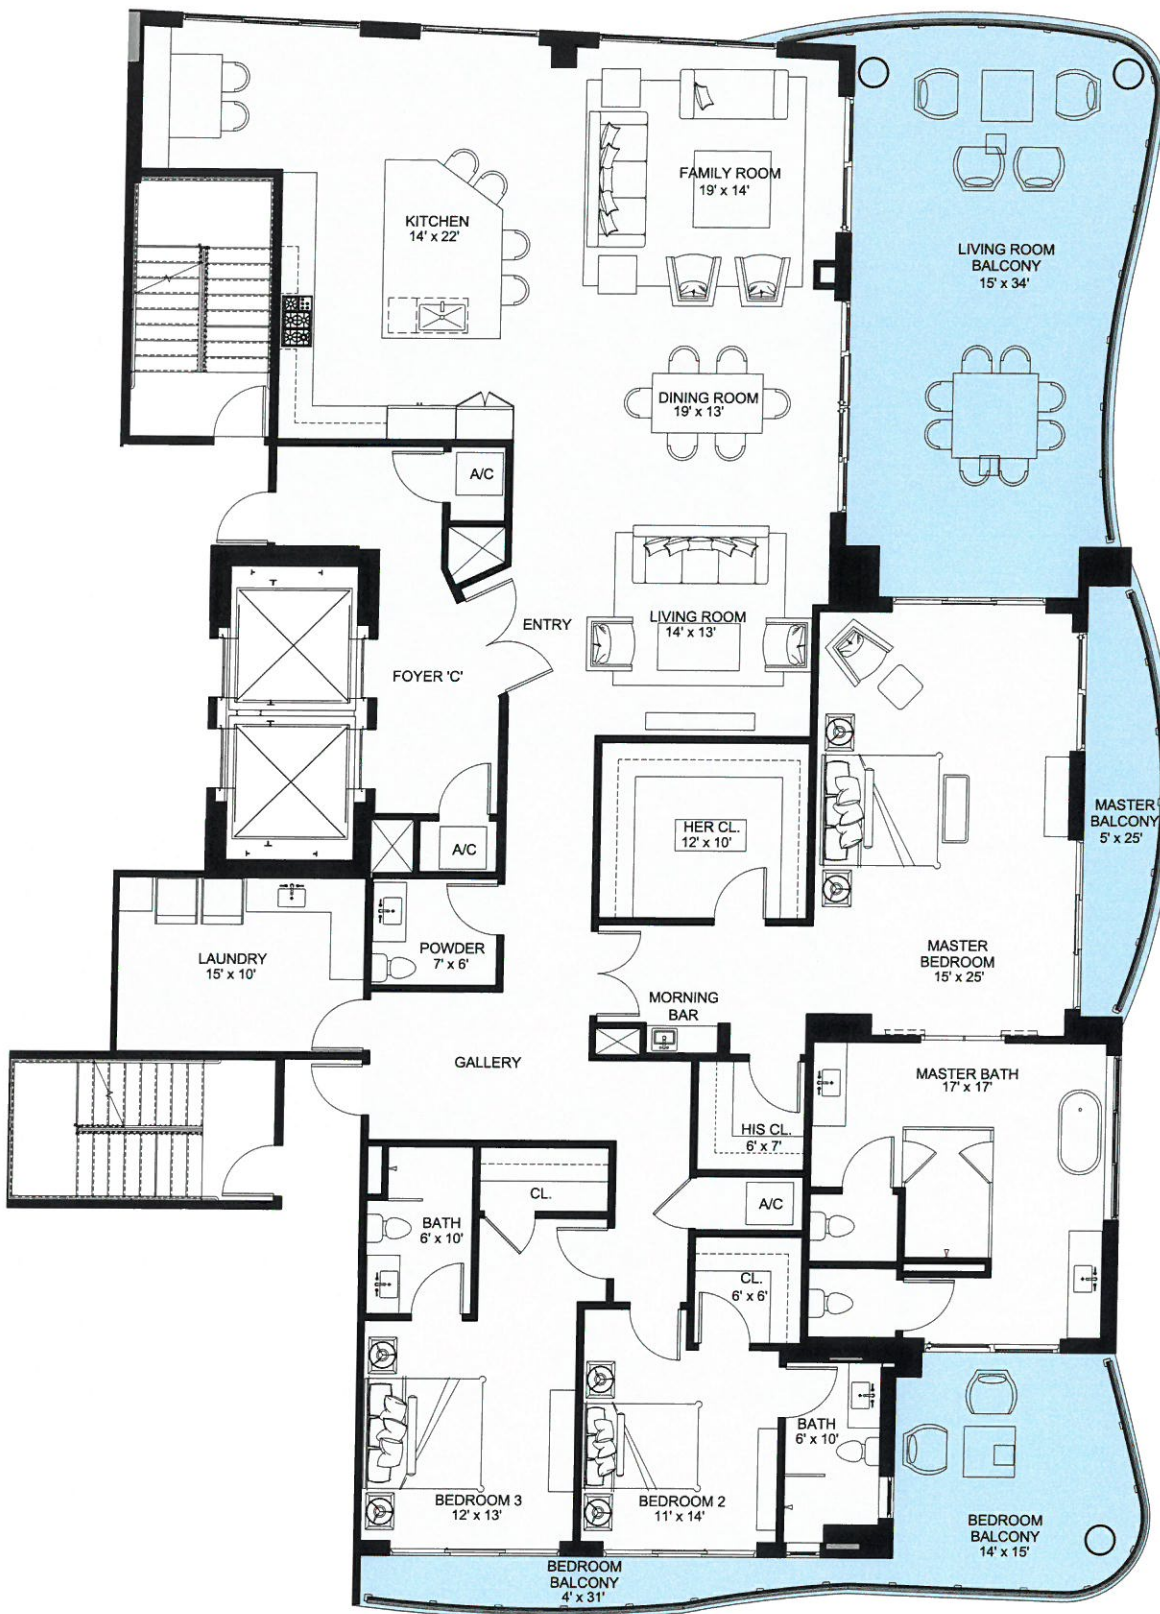 FAMILY ROOM
19' x 14'
KITCHEN
14' x 22'
LIVING ROOM
BALCONY
15' x 34'
DINING ROOM
19' x 13'
A/C
ENTRY
LIVING ROOM
14' x 13'
FOYER 'C'
HER CL.
12' x 10'
MASTER
BALCONY
5' x 25'
A/C
POWDER
7' x 6'
LAUNDRY
15' x 10'
MASTER
BEDROOM
15' x 25'
MORNING
BAR
GALLERY
MASTER BATH
17' x 17'
HIS CL.
6' x 7'
CL.
A/C
BATH
6' x 10'
CL.
6' x 6'
BATH
6' x 10'
BEDROOM 3
12' x 13'
BEDROOM 2
11' x 14'
BEDROOM
BALCONY
14' x 15'
BEDROOM
BALCONY
4' x 31'